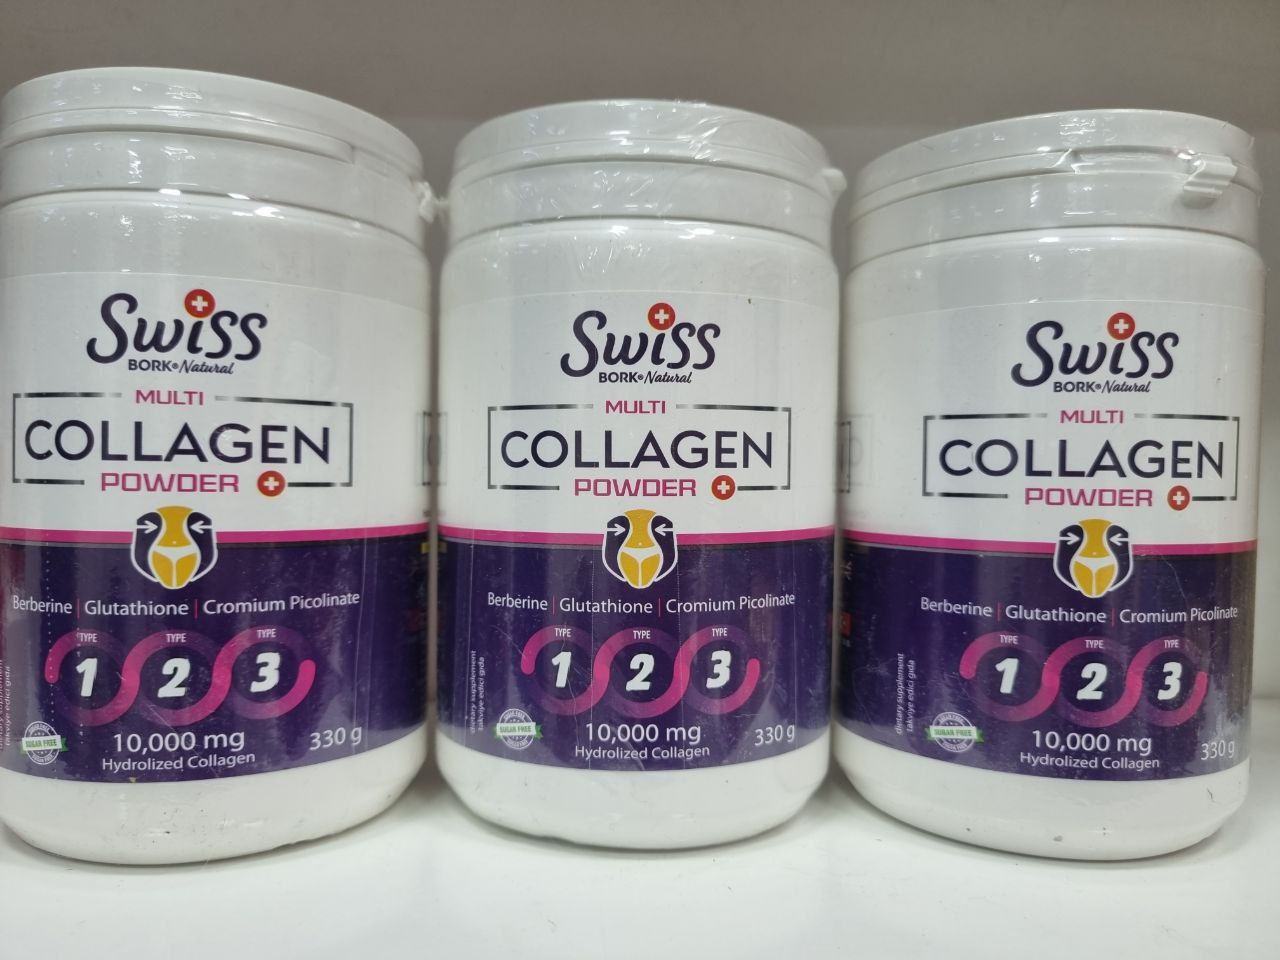 Swiss
BORK® Natural
MULTI
COLLAGEN
POWDER
Berberine | Glutathione | Cromium Picolinate
TYPE TYPE TYPE
1 2 3
SUGAR FREE
10,000 mg
Hydrolized Collagen
330 g
Swiss
BORK® Natural
MULTI
COLLAGEN
POWDER
Berberine | Glutathione | Cromium Picolinate
TYPE TYPE TYPE
1 2 3
dietary supplement
takviye edici gıda
SUGAR FREE
10,000 mg
Hydrolized Collagen
330 g
Swiss
BORK® Natural
MULTI
COLLAGEN
POWDER
Berberine | Glutathione | Cromium Picolinate
TYPE TYPE TYPE
1 2 3
dietary supplement
takviye edici gıda
SUGAR FREE
10,000 mg
Hydrolized Collagen
330 g